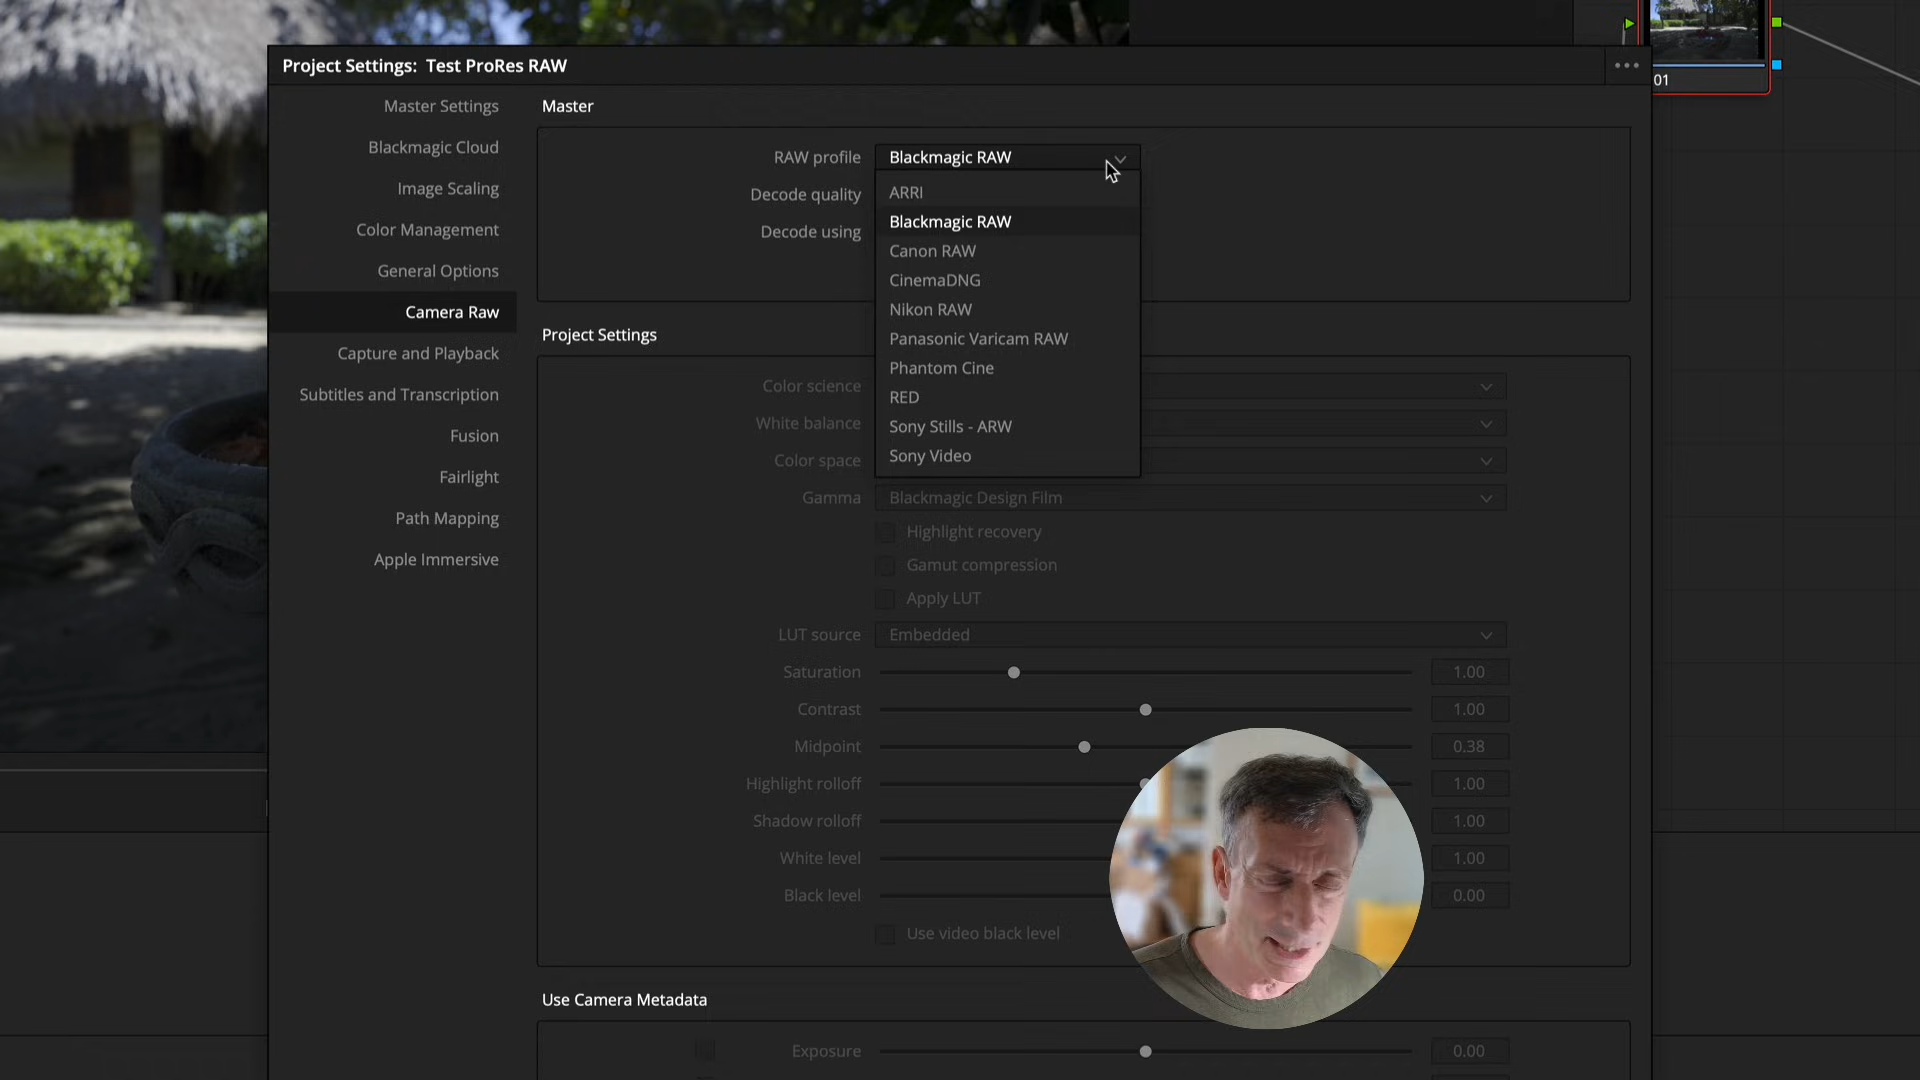 Project Settings: Test ProRes RAW
•••
01
Master Settings
Blackmagic Cloud
Image Scaling
Color Management
General Options
Camera Raw
Capture and Playback
Subtitles and Transcription
Fusion
Fairlight
Path Mapping
Apple Immersive
Master
RAW profile Blackmagic RAW
Decode quality
Decode using
ARRI
Blackmagic RAW
Canon RAW
CinemaDNG
Nikon RAW
Panasonic Varicam RAW
Phantom Cine
RED
Sony Stills - ARW
Sony Video
Project Settings
Color science
White balance
Color space
Gamma Blackmagic Design Film
Highlight recovery
Gamut compression
Apply LUT
LUT source Embedded
Saturation 1.00
Contrast 1.00
Midpoint 0.38
Highlight rolloff 1.00
Shadow rolloff 1.00
White level 1.00
Black level 0.00
Use video black level
Use Camera Metadata
Exposure 0.00